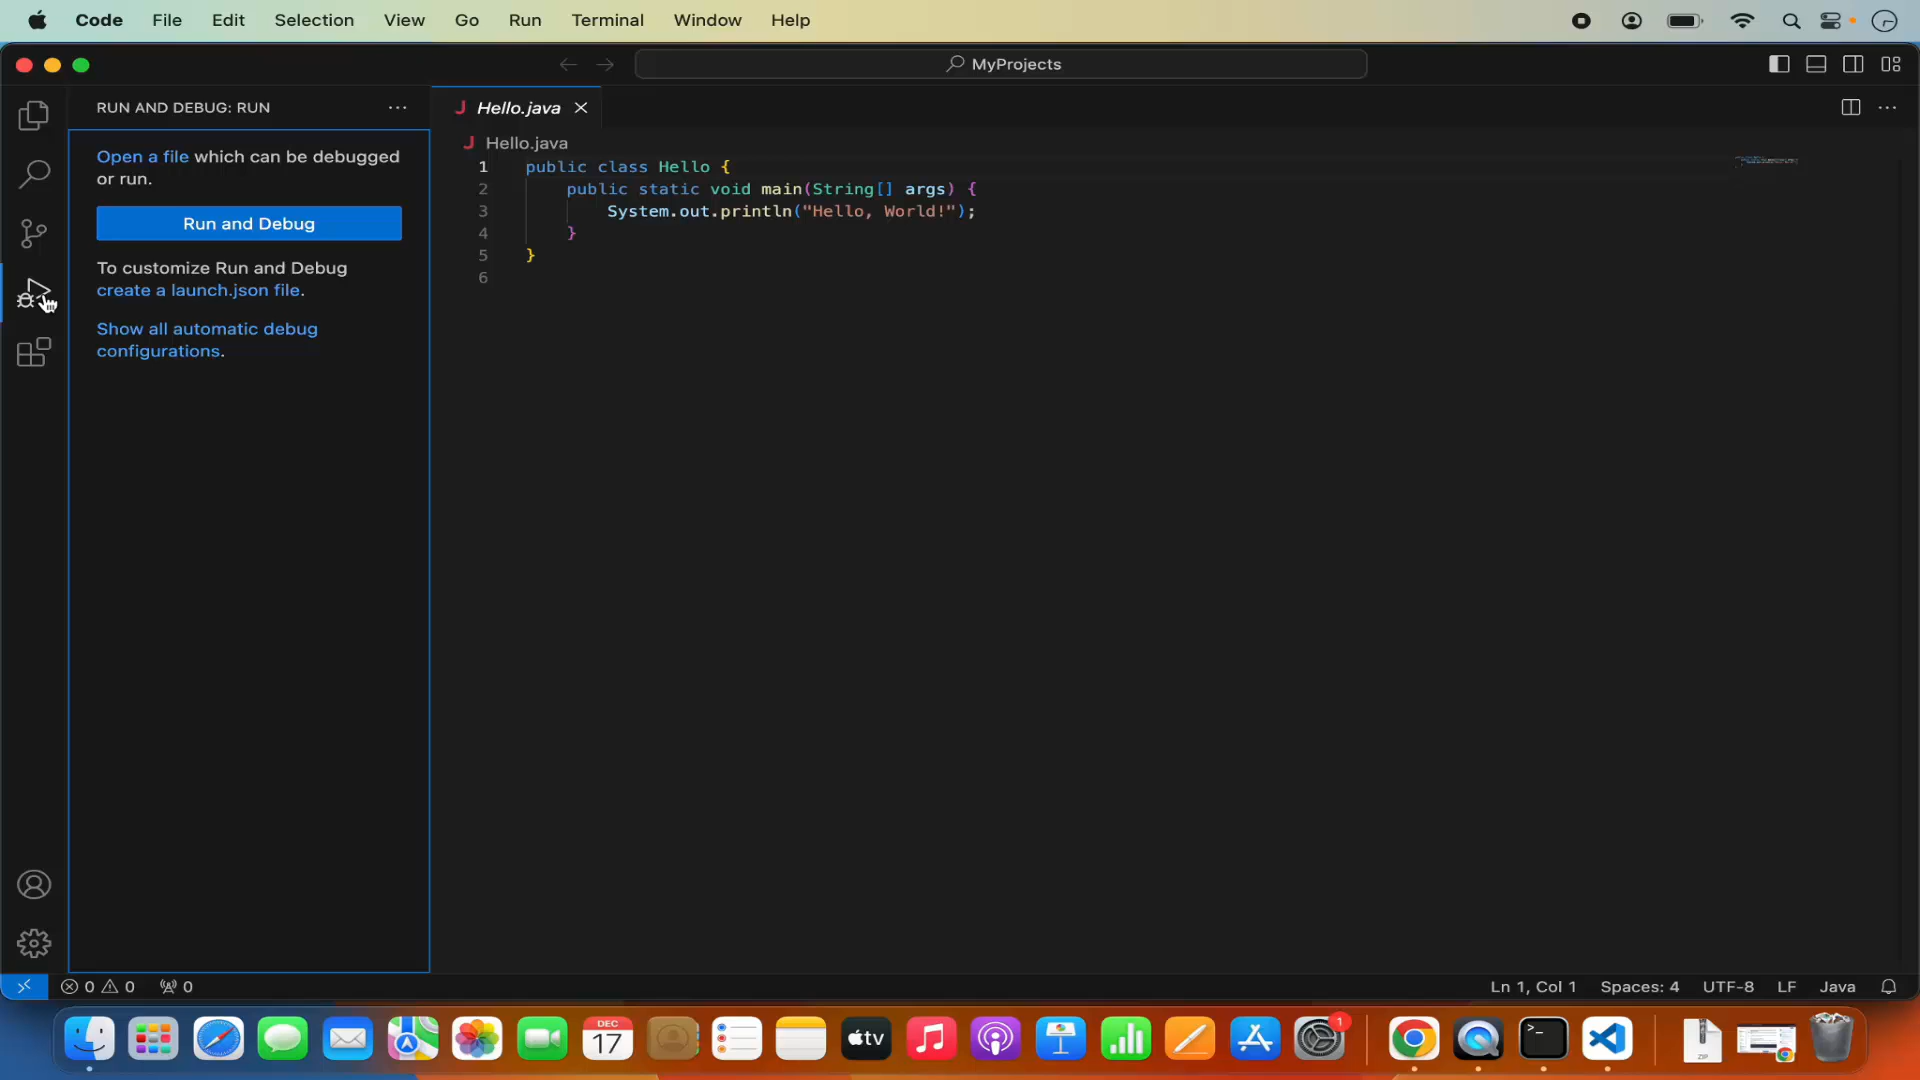 Code File Edit Selection View Go Run Terminal Window Help
MyProjects
RUN AND DEBUG: RUN ···
Hello.java
Open a file which can be debugged
or run.
Run and Debug
To customize Run and Debug
create a launch.json file.
Show all automatic debug
configurations.
Hello.java
1 public class Hello {
2 public static void main(String[] args) {
3 System.out.println("Hello, World!");
4 }
5 }
6
0 0 0
Ln 1, Col 1 Spaces: 4 UTF-8 LF Java
DEC
17
tv
1
>_
ZIP